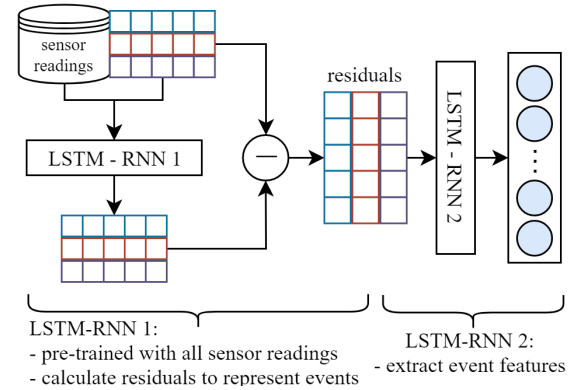 sensor
readings
residuals
LSTM - RNN 1
—
LSTM - RNN 2
LSTM-RNN 1:
- pre-trained with all sensor readings
- calculate residuals to represent events
LSTM-RNN 2:
- extract event features